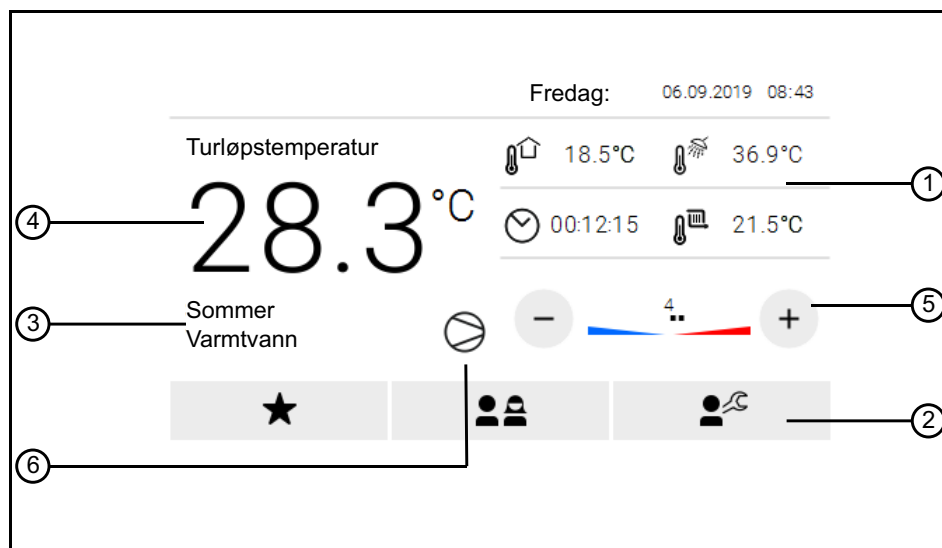 Fredag: 06.09.2019 08:43
Turløpstemperatur
18.5°C 36.9°C
1
4
28.3°C
00:12:15 21.5°C
3
Sommer
Varmtvann
− 4 +
5
2
6